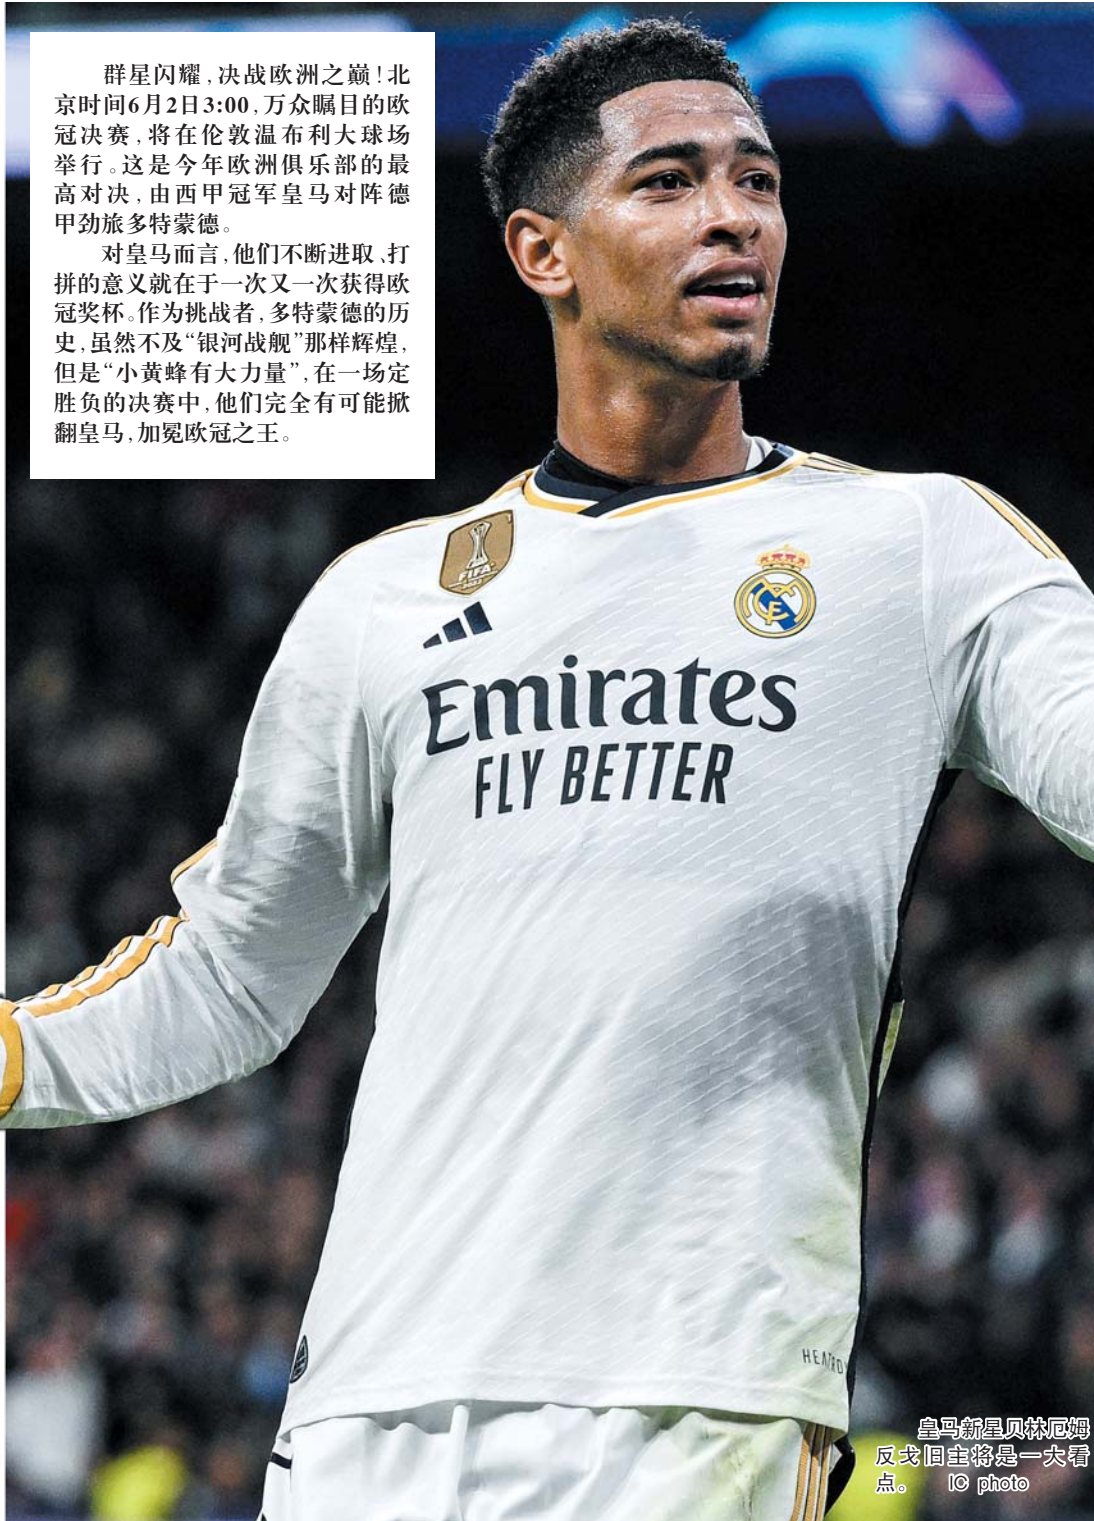 群星闪耀，决战欧洲之巅！北
京时间6月2日3:00，万众瞩目的欧
冠决赛，将在伦敦温布利大球场
举行。这是今年欧洲俱乐部的最
高对决，由西甲冠军皇马对阵德
甲劲旅多特蒙德。
对皇马而言，他们不断进取、打
拼的意义就在于一次又一次获得欧
冠奖杯。作为挑战者，多特蒙德的历
史，虽然不及“银河战舰”那样辉煌，
但是“小黄蜂有大力量”，在一场定
胜负的决赛中，他们完全有可能掀
翻皇马，加冕欧冠之王。
FIFA
2022
Emirates
FLY BETTER
皇马新星贝林厄姆
反戈旧主将是一大看
点。 IC photo